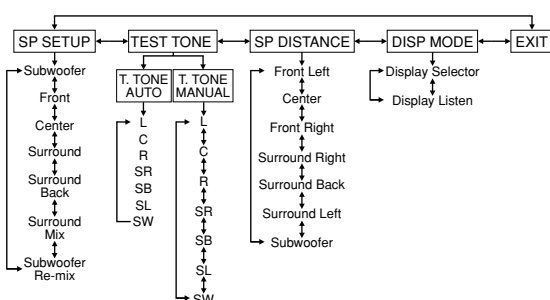 SP SETUP
TEST TONE
SP DISTANCE
DISP MODE
EXIT
Subwoofer
Front
Center
Surround
Surround
Back
Surround
Mix
Subwoofer
Re-mix
T. TONE
AUTO
L
C
R
SR
SB
SL
SW
T. TONE
MANUAL
L
C
R
SR
SB
SL
SW
Front Left
Center
Front Right
Surround Right
Surround Back
Surround Left
Subwoofer
Display Selector
Display Listen